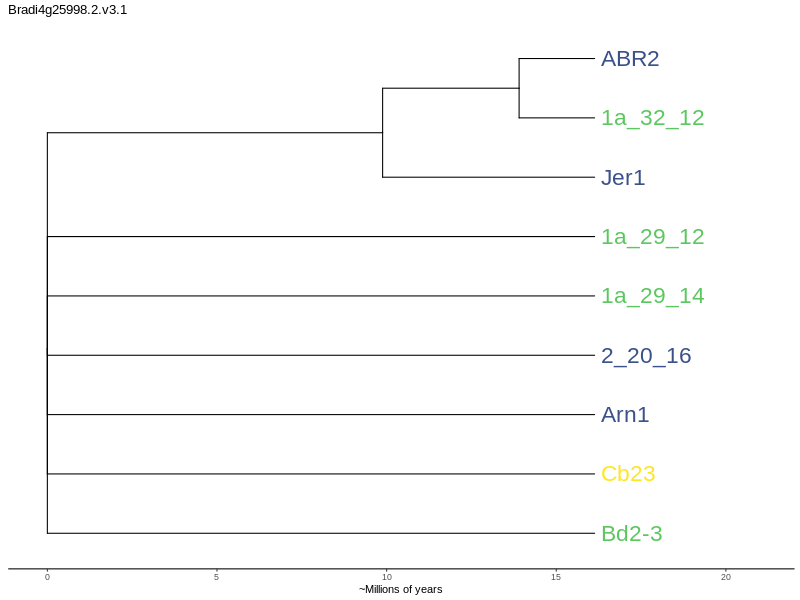 Bradi4g25998.2.v3.1
ABR2
1a_32_12
Jer1
1a_29_12
1a_29_14
2_20_16
Arn1
Cb23
Bd2-3
0 5 10 15 20
~Millions of years